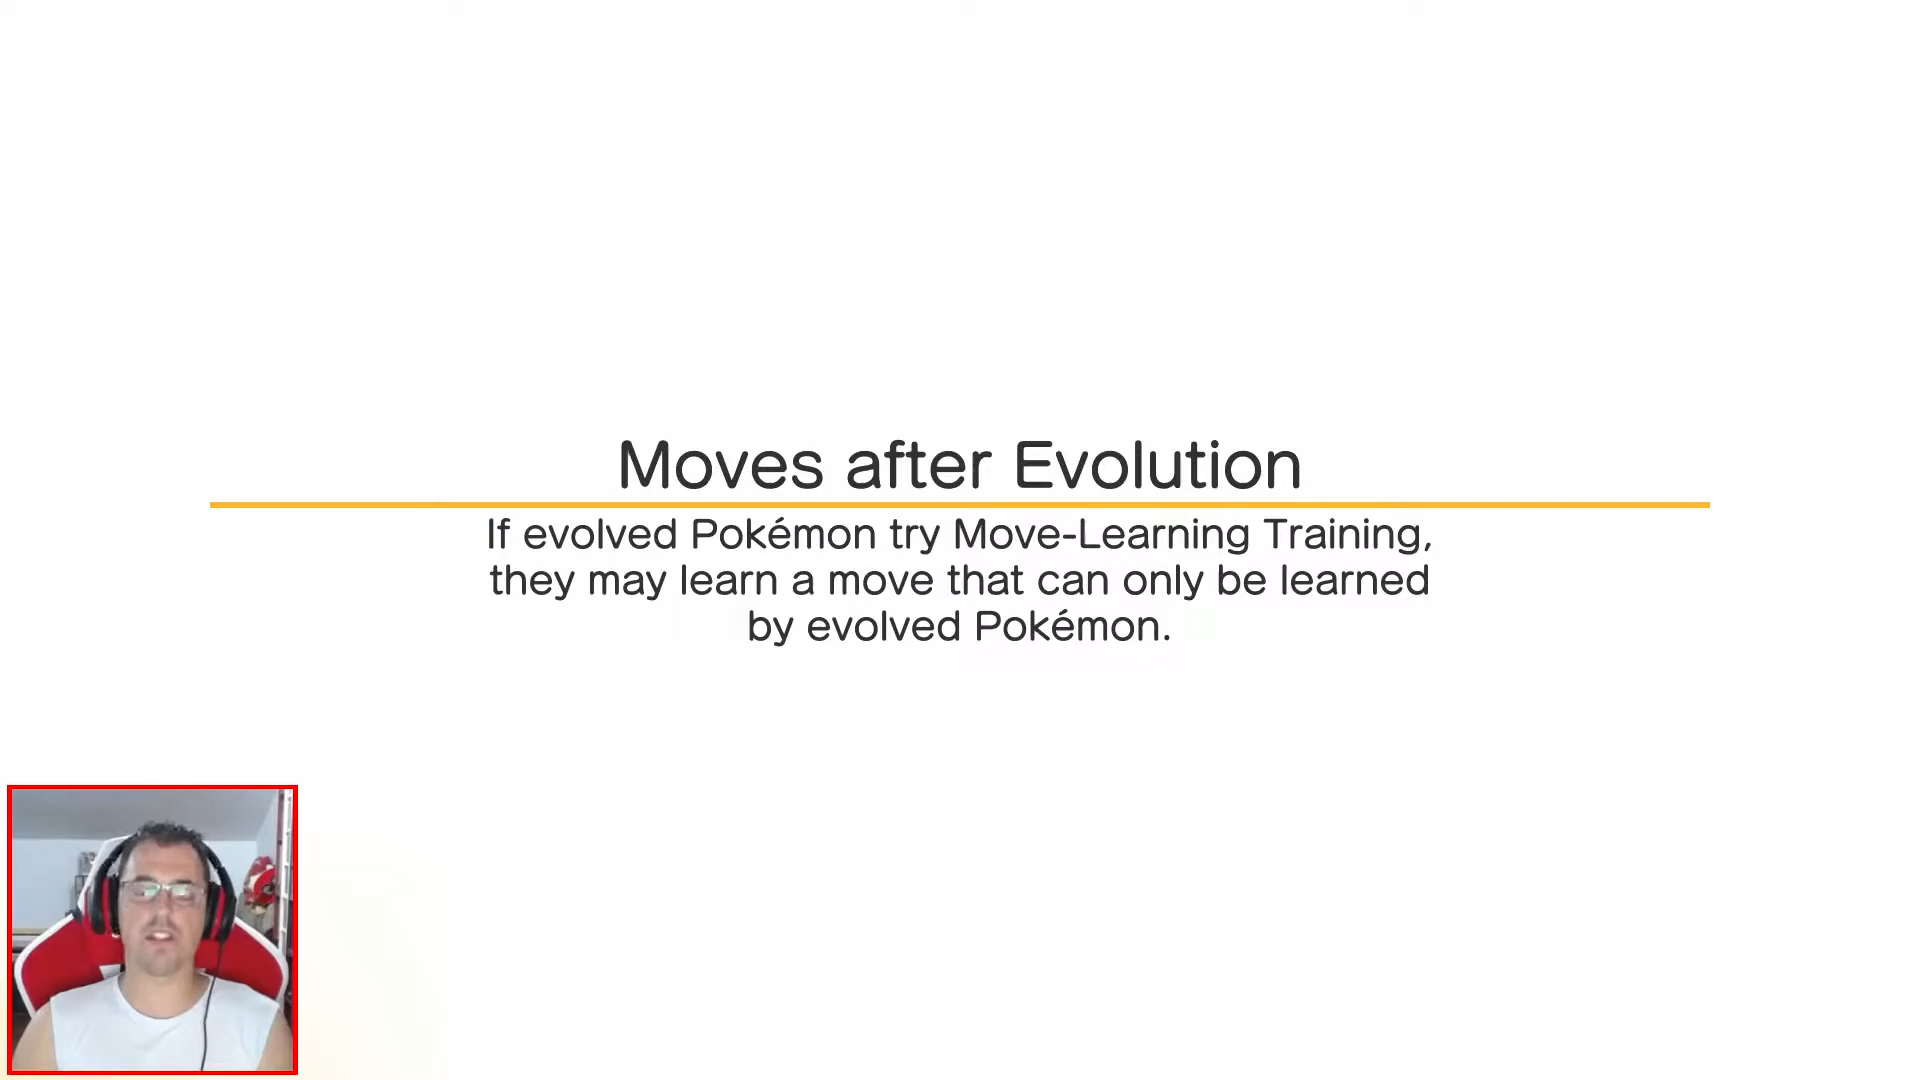 Moves after Evolution
If evolved Pokémon try Move-Learning Training,
they may learn a move that can only be learned
by evolved Pokémon.